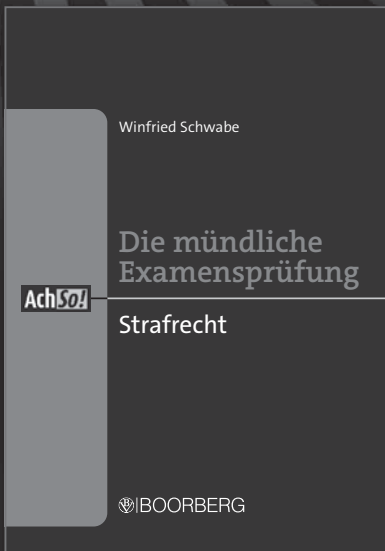 Winfried Schwabe
Die mündliche
Examensprüfung
AchSo!
Strafrecht
BOORBERG